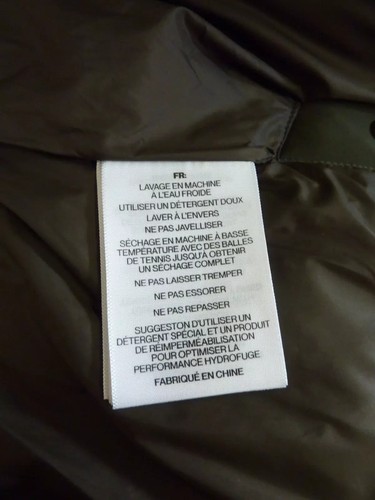 FR:
LAVAGE EN MACHINE
À L'EAU FROIDE
UTILISER UN DÉTERGENT DOUX
LAVER À L'ENVERS
NE PAS JAVELLISER
SÉCHAGE EN MACHINE À BASSE
TEMPÉRATURE AVEC DES BALLES
DE TENNIS JUSQU'À OBTENIR
UN SÉCHAGE COMPLET
NE PAS LAISSER TREMPER
NE PAS ESSORER
NE PAS REPASSER
SUGGESTON D'UTILISER UN
DÉTERGENT SPÉCIAL ET UN PRODUIT
DE RÉIMPERMÉABILISATION
POUR OPTIMISER LA
PERFORMANCE HYDROFUGE
FABRIQUÉ EN CHINE